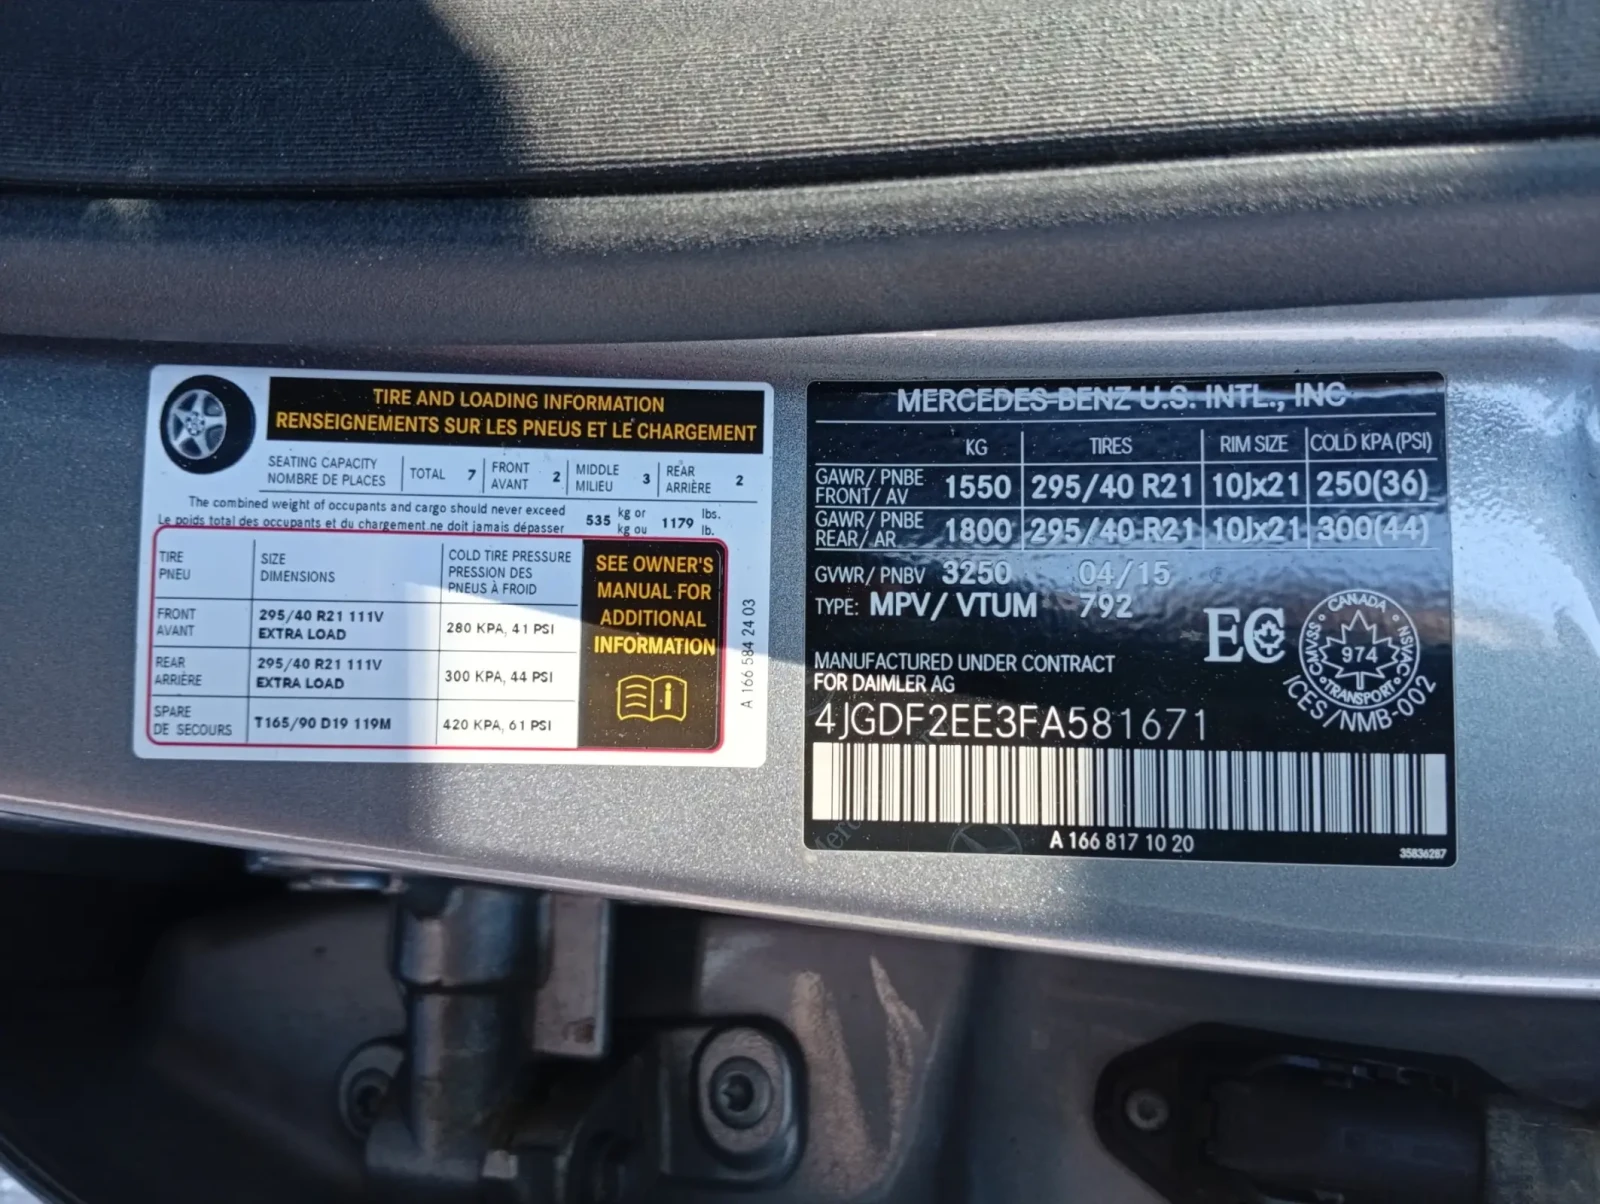 TIRE AND LOADING INFORMATION
RENSEIGNEMENTS SUR LES PNEUS ET LE CHARGEMENT
SEATING CAPACITY
NOMBRE DE PLACES
TOTAL 7
FRONT
AVANT 2
MIDDLE
MILIEU 3
REAR
ARRIÈRE 2
The combined weight of occupants and cargo should never exceed
Le poids total des occupants et du chargement ne doit jamais dépasser
535 kg or
kg ou
1179 lbs.
lb.
TIRE
PNEU
SIZE
DIMENSIONS
COLD TIRE PRESSURE
PRESSION DES
PNEUS À FROID
FRONT
AVANT
295/40 R21 111V
EXTRA LOAD
280 KPA, 41 PSI
REAR
ARRIÈRE
295/40 R21 111V
EXTRA LOAD
300 KPA, 44 PSI
SPARE
DE SECOURS
T165/90 D19 119M
420 KPA, 61 PSI
SEE OWNER'S
MANUAL FOR
ADDITIONAL
INFORMATION
i
A 166 584 24 03
MERCEDES-BENZ U.S. INTL., INC
KG TIRES RIM SIZE COLD KPA (PSI)
GAWR/ PNBE
FRONT/ AV
1550 295/40 R21 10Jx21 250(36)
GAWR/ PNBE
REAR/ AR
1800 295/40 R21 10Jx21 300(44)
GVWR/ PNBV 3250 04/15
TYPE: MPV/ VTUM 792
MANUFACTURED UNDER CONTRACT
FOR DAIMLER AG
EC
CANADA
SS/VAC
NSVAC
974
TRANSPORT
ICES/NMB-002
4JGDF2EE3FA581671
Merc
A 166 817 10 20
35836287